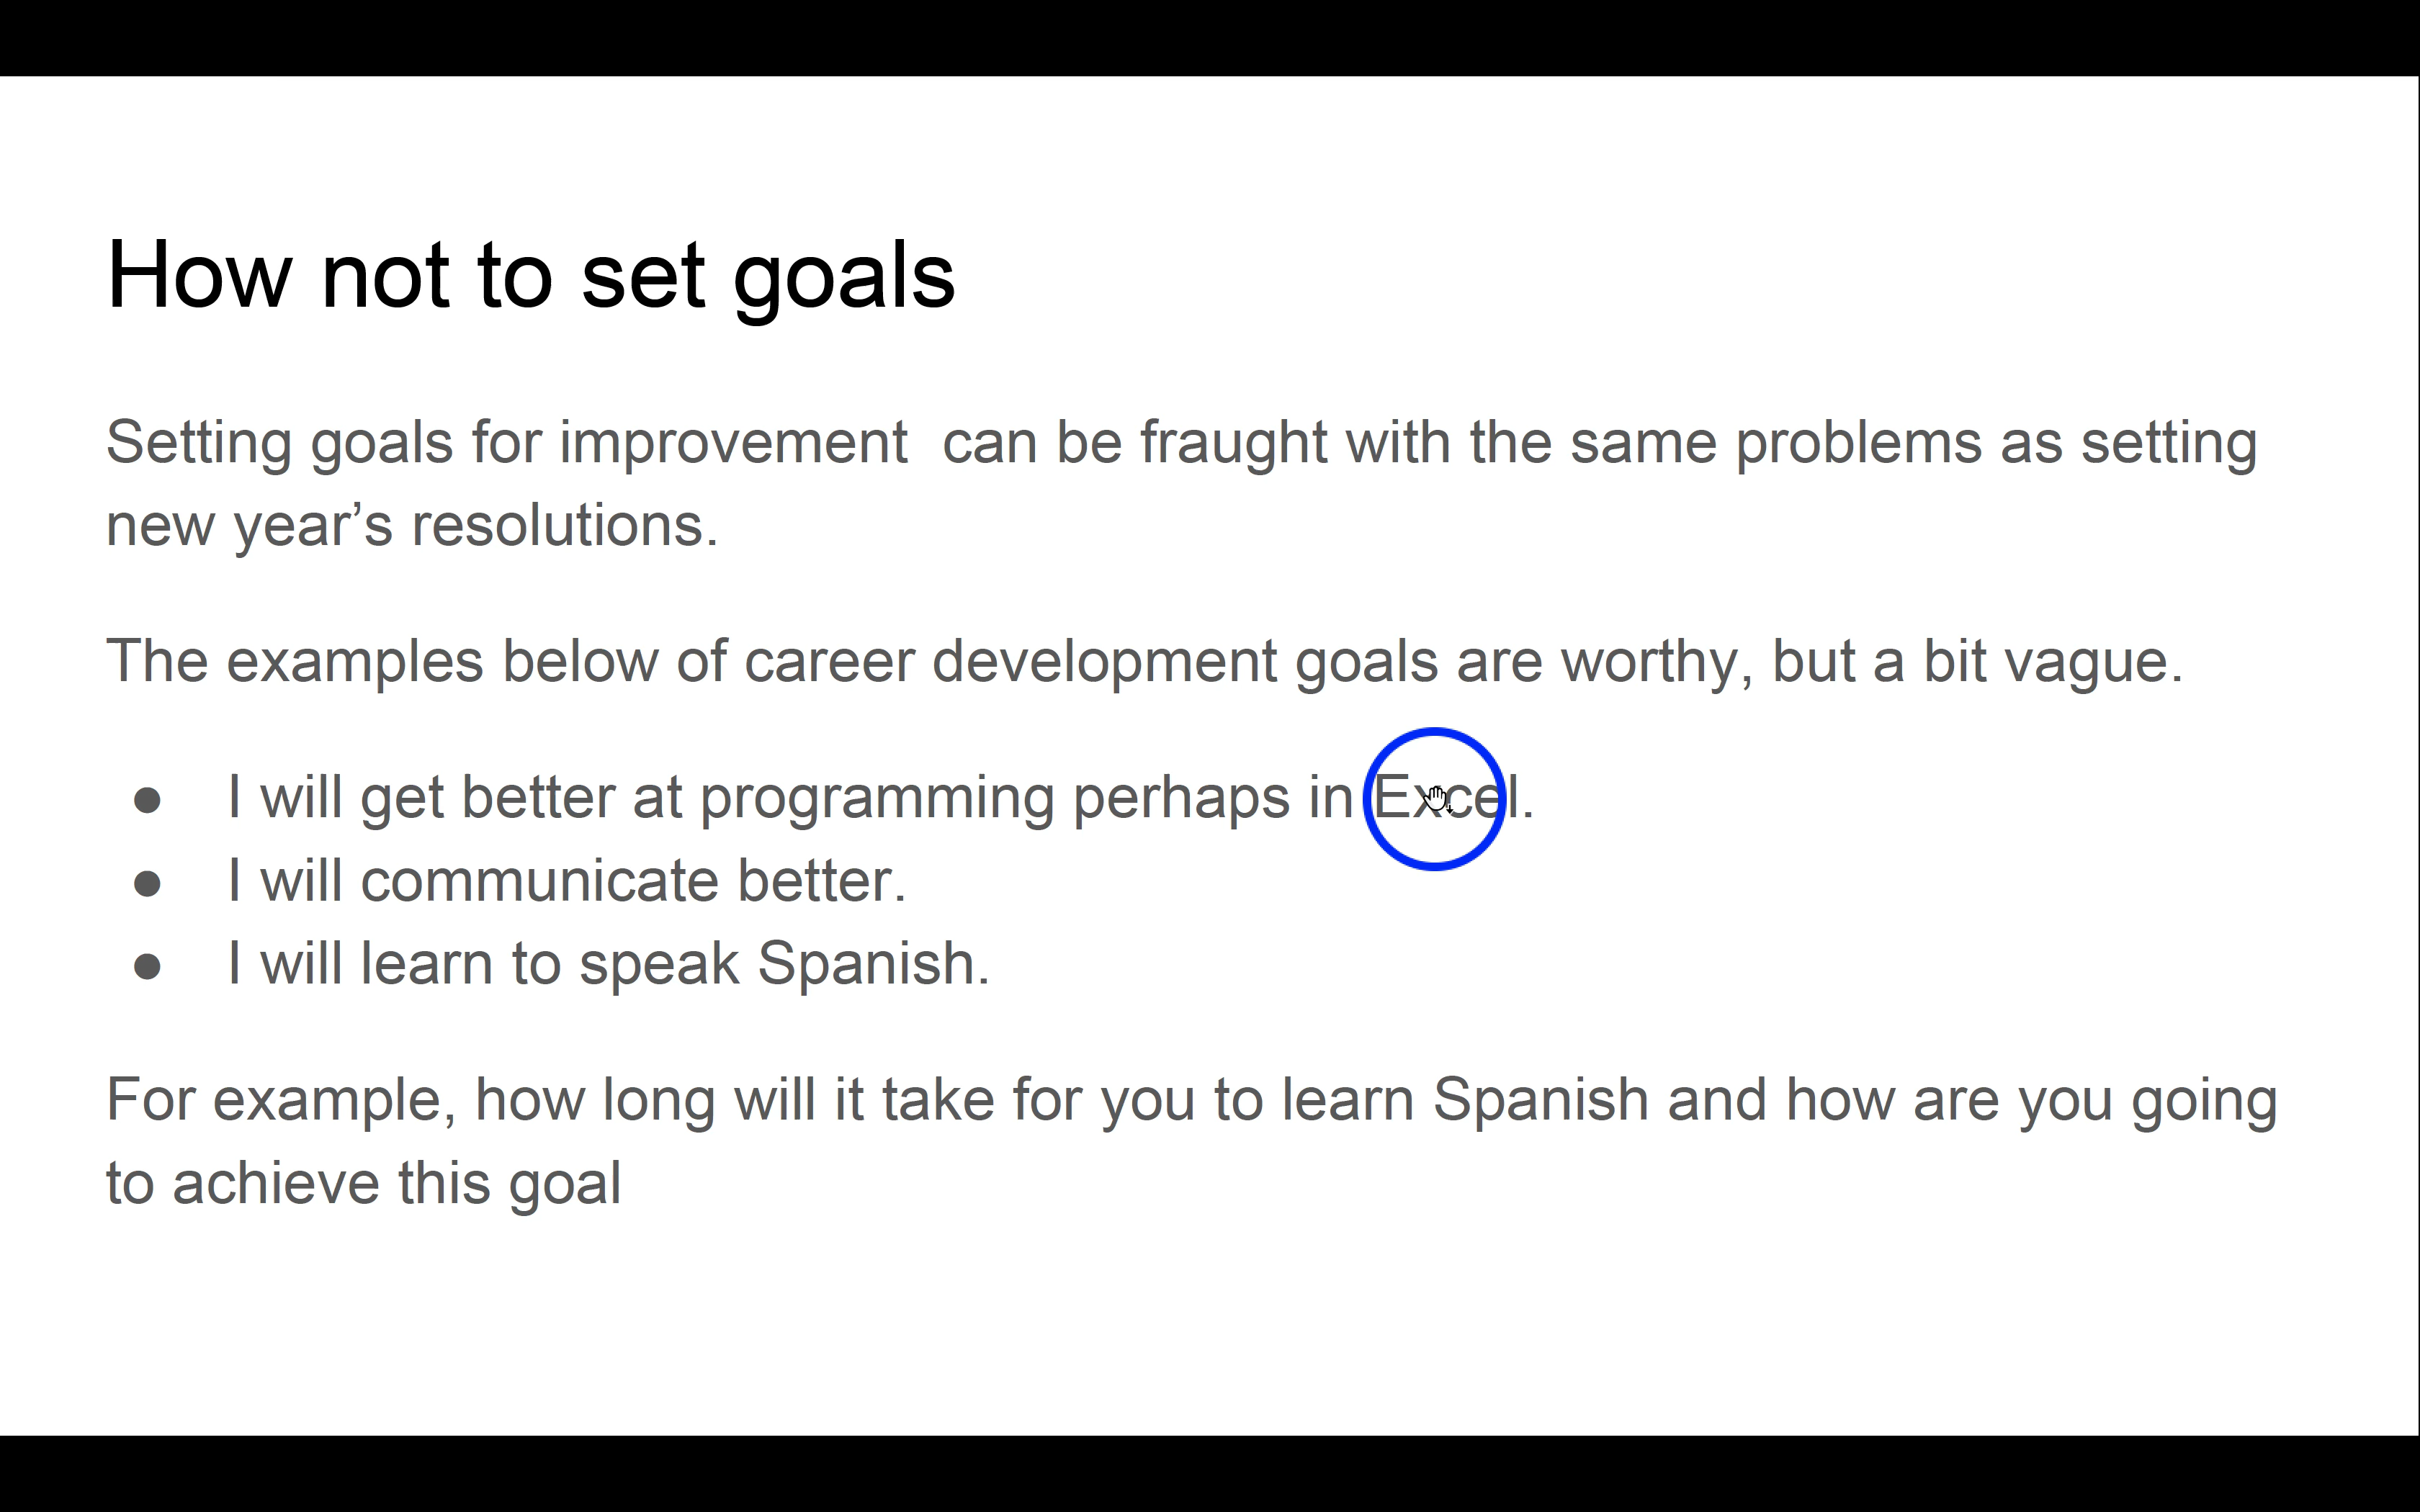 How not to set goals
Setting goals for improvement  can be fraught with the same problems as setting
new year’s resolutions.
The examples below of career development goals are worthy, but a bit vague.
● I will get better at programming perhaps in Excel.
● I will communicate better.
● I will learn to speak Spanish.
For example, how long will it take for you to learn Spanish and how are you going
to achieve this goal